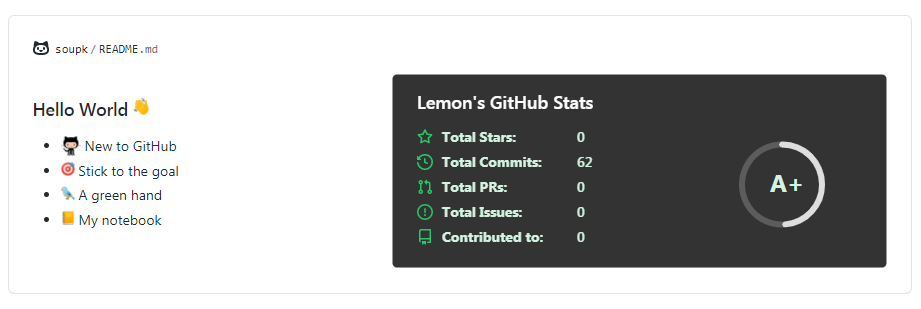 soupk / README.md
Hello World 👋
New to GitHub
🎯 Stick to the goal
A green hand
📒 My notebook
Lemon's GitHub Stats
Total Stars: 0
Total Commits: 62
Total PRs: 0
Total Issues: 0
Contributed to: 0
A+